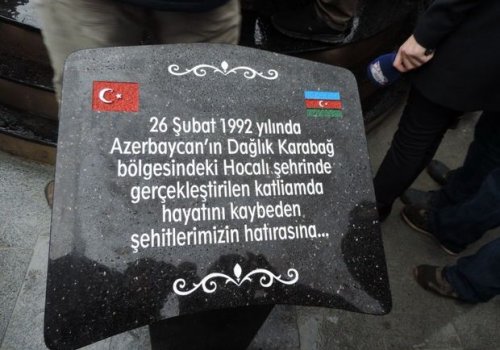 26 Şubat 1992 yılında
Azerbaycan'ın Dağlık Karabağ
bölgesindeki Hocalı şehrinde
gerçekleştirilen katliamda
hayatını kaybeden
şehitlerimizin hatırasına...